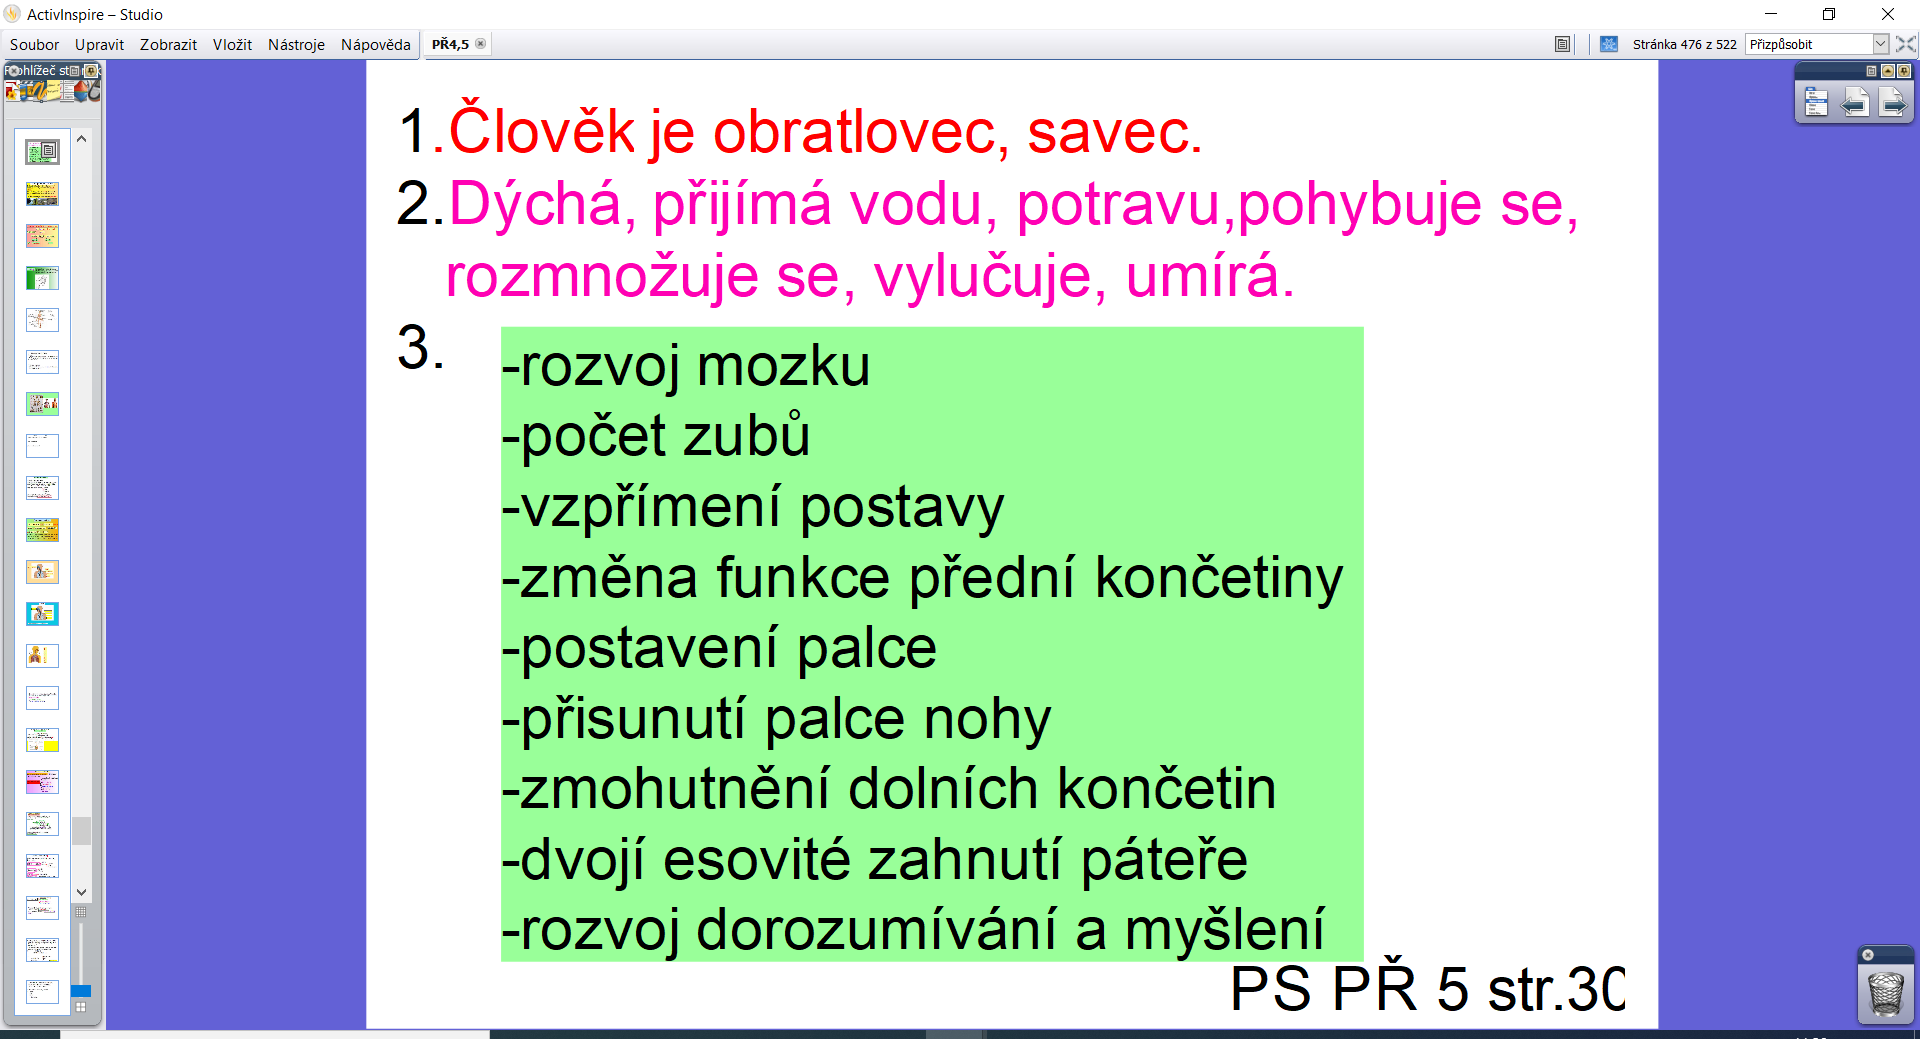 ActivInspire – Studio
Soubor Upravit Zobrazit Vložit Nástroje Nápověda PŘ4,5 Stránka 476 z 522 Přizpůsobit
1.Člověk je obratlovec, savec.
2.Dýchá, přijímá vodu, potravu,pohybuje se,
rozmnožuje se, vylučuje, umírá.
3.
-rozvoj mozku
-počet zubů
-vzpřímení postavy
-změna funkce přední končetiny
-postavení palce
-přisunutí palce nohy
-zmohutnění dolních končetin
-dvojí esovité zahnutí páteře
-rozvoj dorozumívání a myšlení
PS PŘ 5 str.30